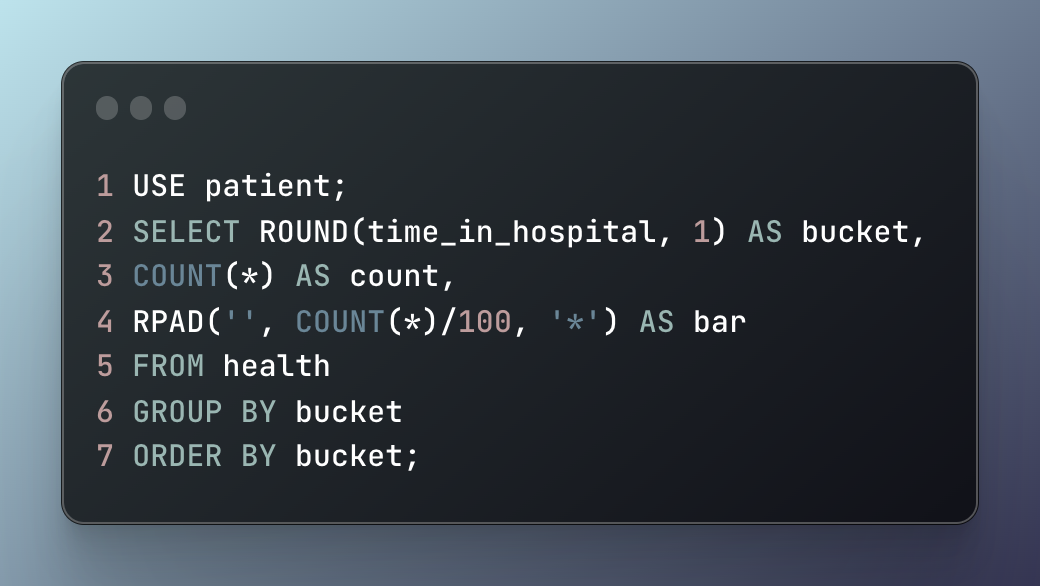 1 USE patient;
2 SELECT ROUND(time_in_hospital, 1) AS bucket,
3 COUNT(*) AS count,
4 RPAD('', COUNT(*)/100, '*') AS bar
5 FROM health
6 GROUP BY bucket
7 ORDER BY bucket;